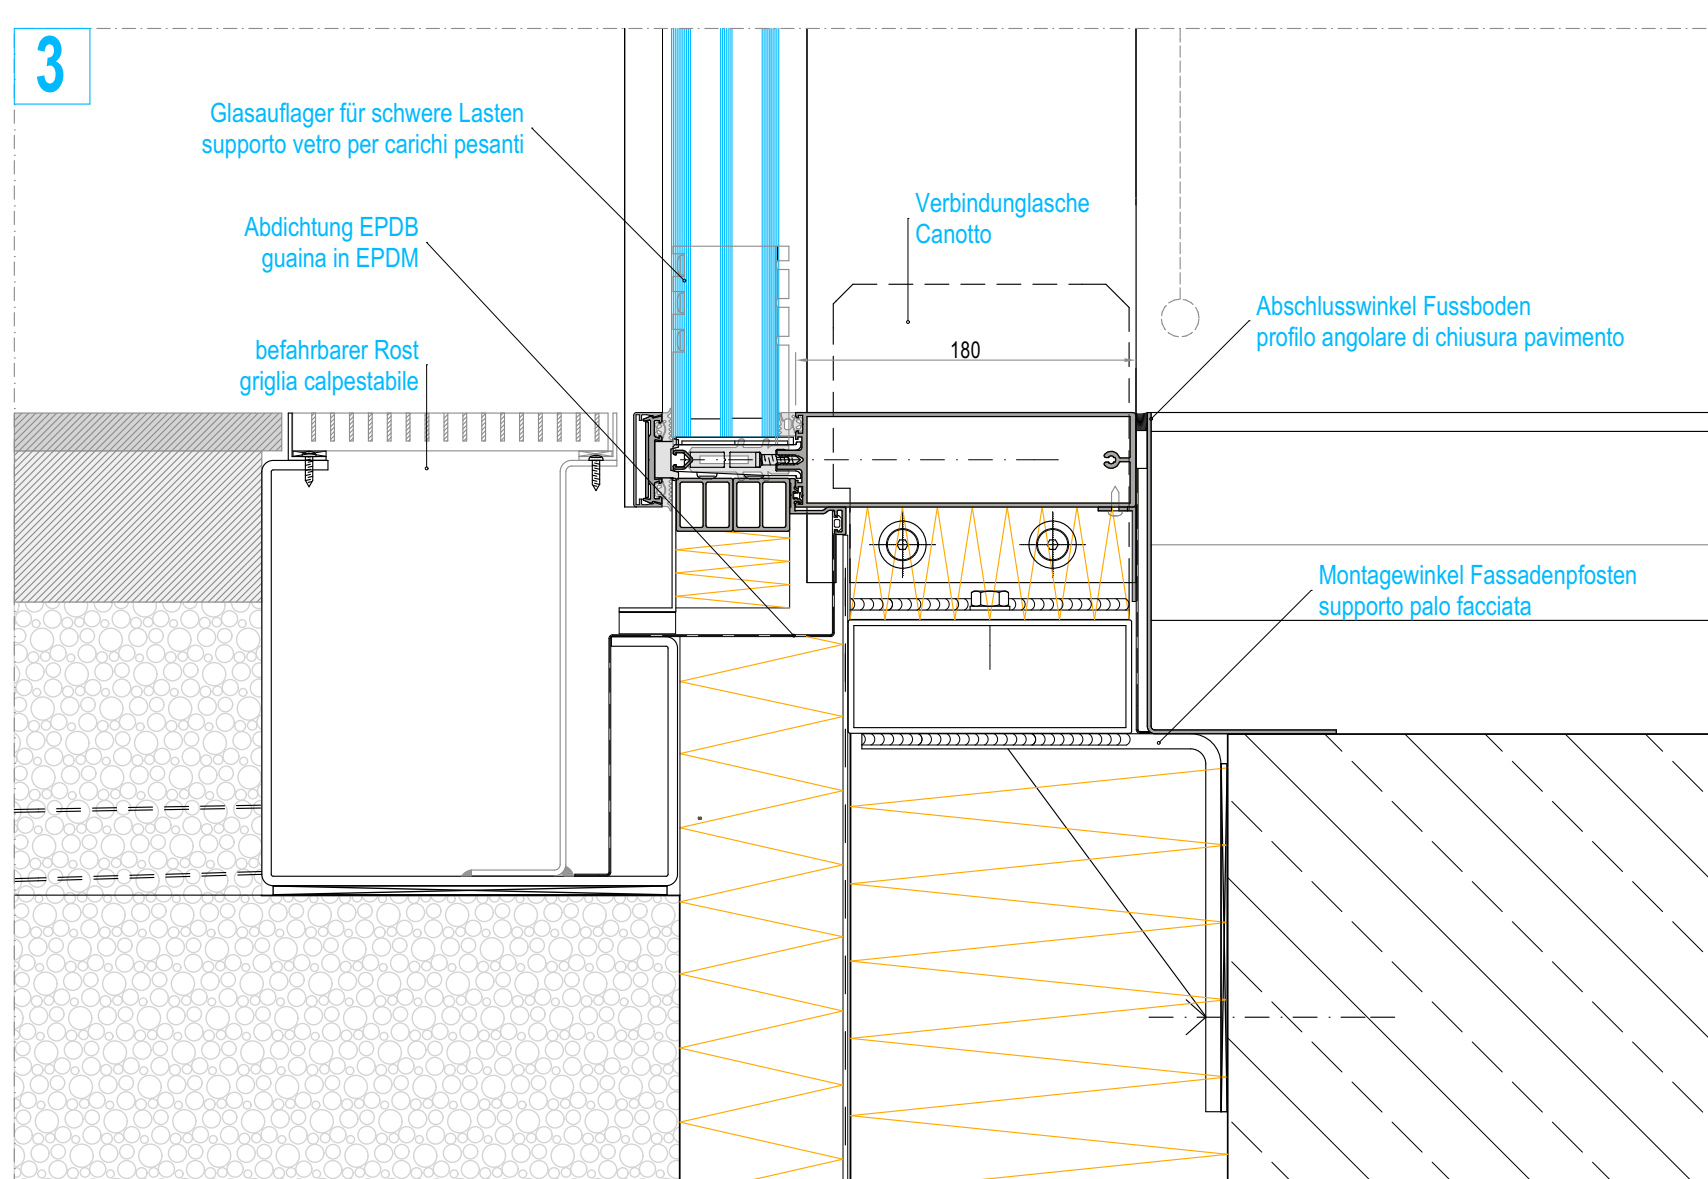 3
Glasauflager für schwere Lasten
supporto vetro per carichi pesanti
Abdichtung EPDB
guaina in EPDM
befahrbarer Rost
griglia calpestabile
Verbindunglasche
Canotto
180
Abschlusswinkel Fussboden
profilo angolare di chiusura pavimento
Montagewinkel Fassadenpfosten
supporto palo facciata